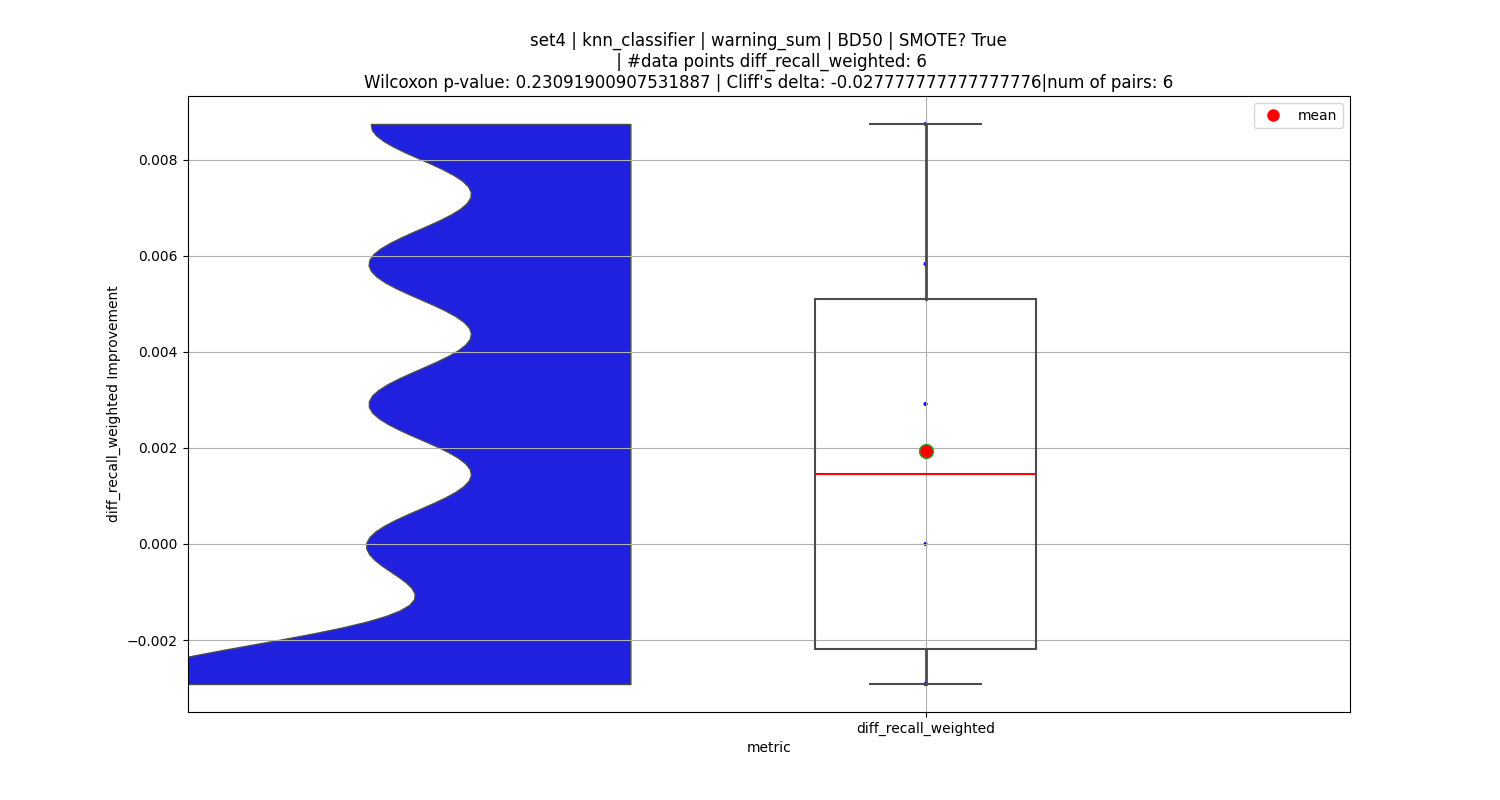 set4 | knn_classifier | warning_sum | BD50 | SMOTE? True
| #data points diff_recall_weighted: 6
Wilcoxon p-value: 0.23091900907531887 | Cliff's delta: -0.027777777777777776|num of pairs: 6
mean
0.008
0.006
0.004
0.002
0.000
−0.002
diff_recall_weighted Improvement
diff_recall_weighted
metric